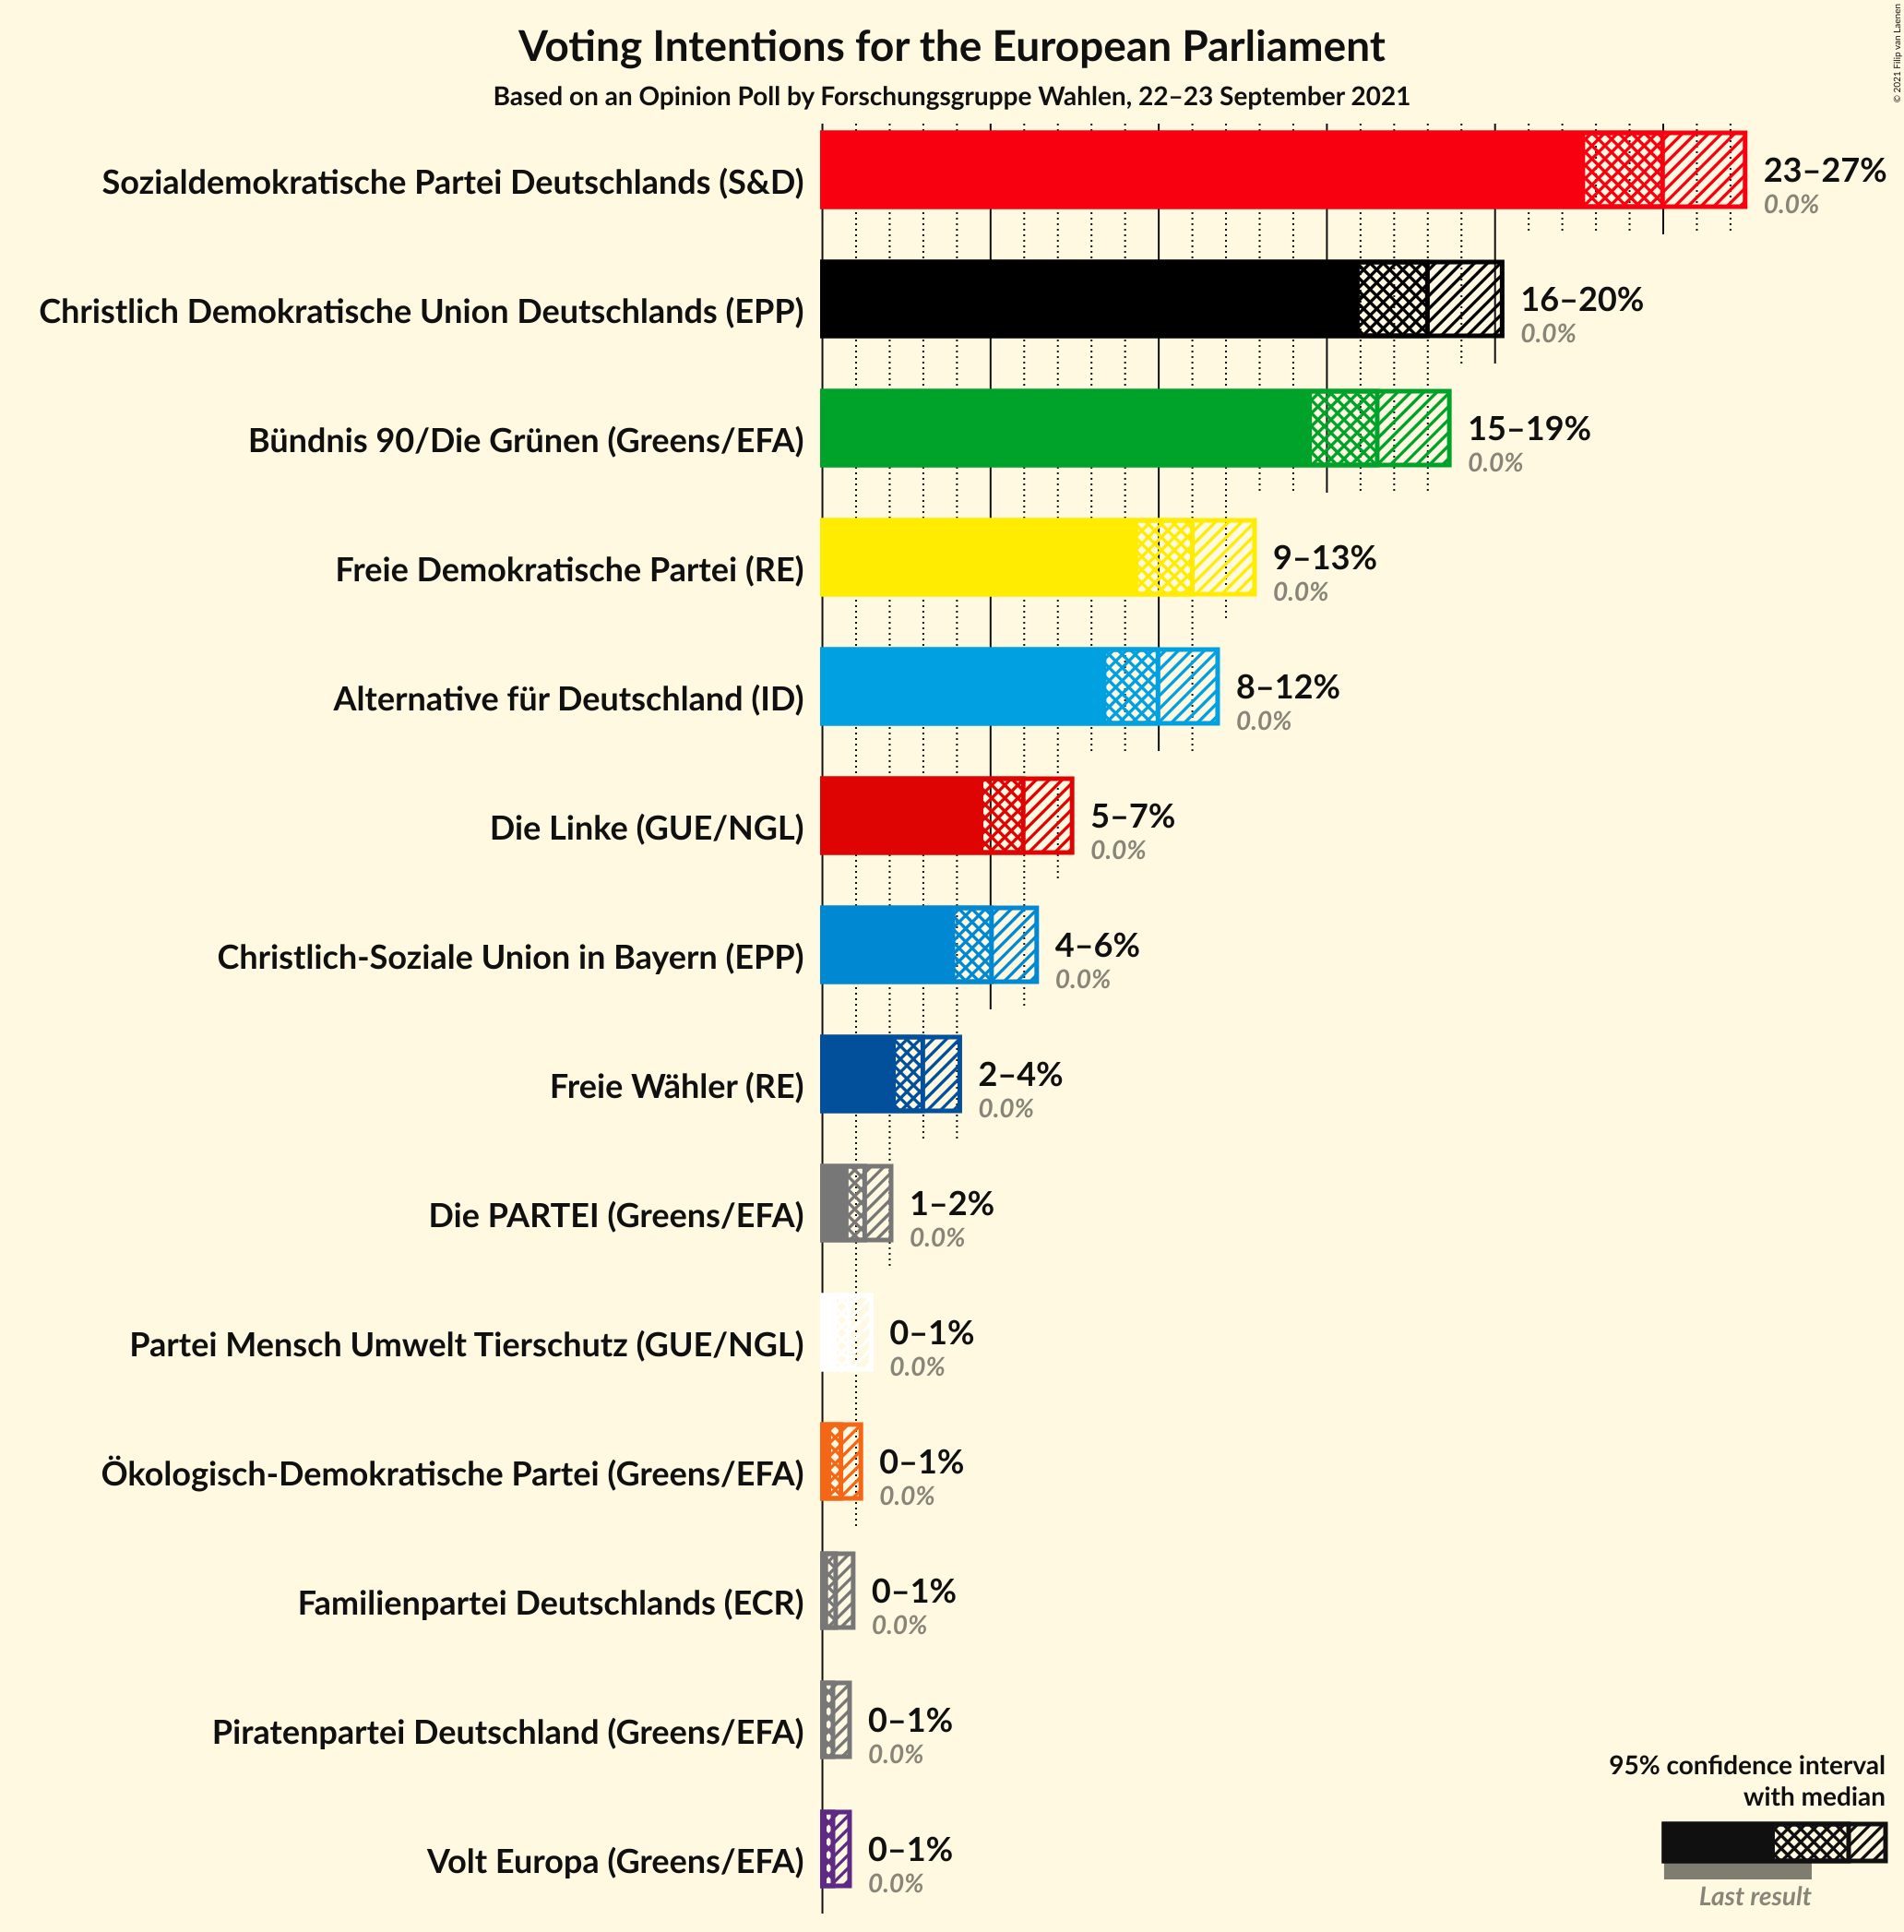 Voting Intentions for the European Parliament
Based on an Opinion Poll by Forschungsgruppe Wahlen, 22–23 September 2021
© 2021 Filip van Laenen
Sozialdemokratische Partei Deutschlands (S&D)
23–27%
0.0%
Christlich Demokratische Union Deutschlands (EPP)
16–20%
0.0%
Bündnis 90/Die Grünen (Greens/EFA)
15–19%
0.0%
Freie Demokratische Partei (RE)
9–13%
0.0%
Alternative für Deutschland (ID)
8–12%
0.0%
Die Linke (GUE/NGL)
5–7%
0.0%
Christlich-Soziale Union in Bayern (EPP)
4–6%
0.0%
Freie Wähler (RE)
2–4%
0.0%
Die PARTEI (Greens/EFA)
1–2%
0.0%
Partei Mensch Umwelt Tierschutz (GUE/NGL)
0–1%
0.0%
Ökologisch-Demokratische Partei (Greens/EFA)
0–1%
0.0%
Familienpartei Deutschlands (ECR)
0–1%
0.0%
Piratenpartei Deutschland (Greens/EFA)
0–1%
0.0%
Volt Europa (Greens/EFA)
0–1%
0.0%
95% confidence interval
with median
Last result